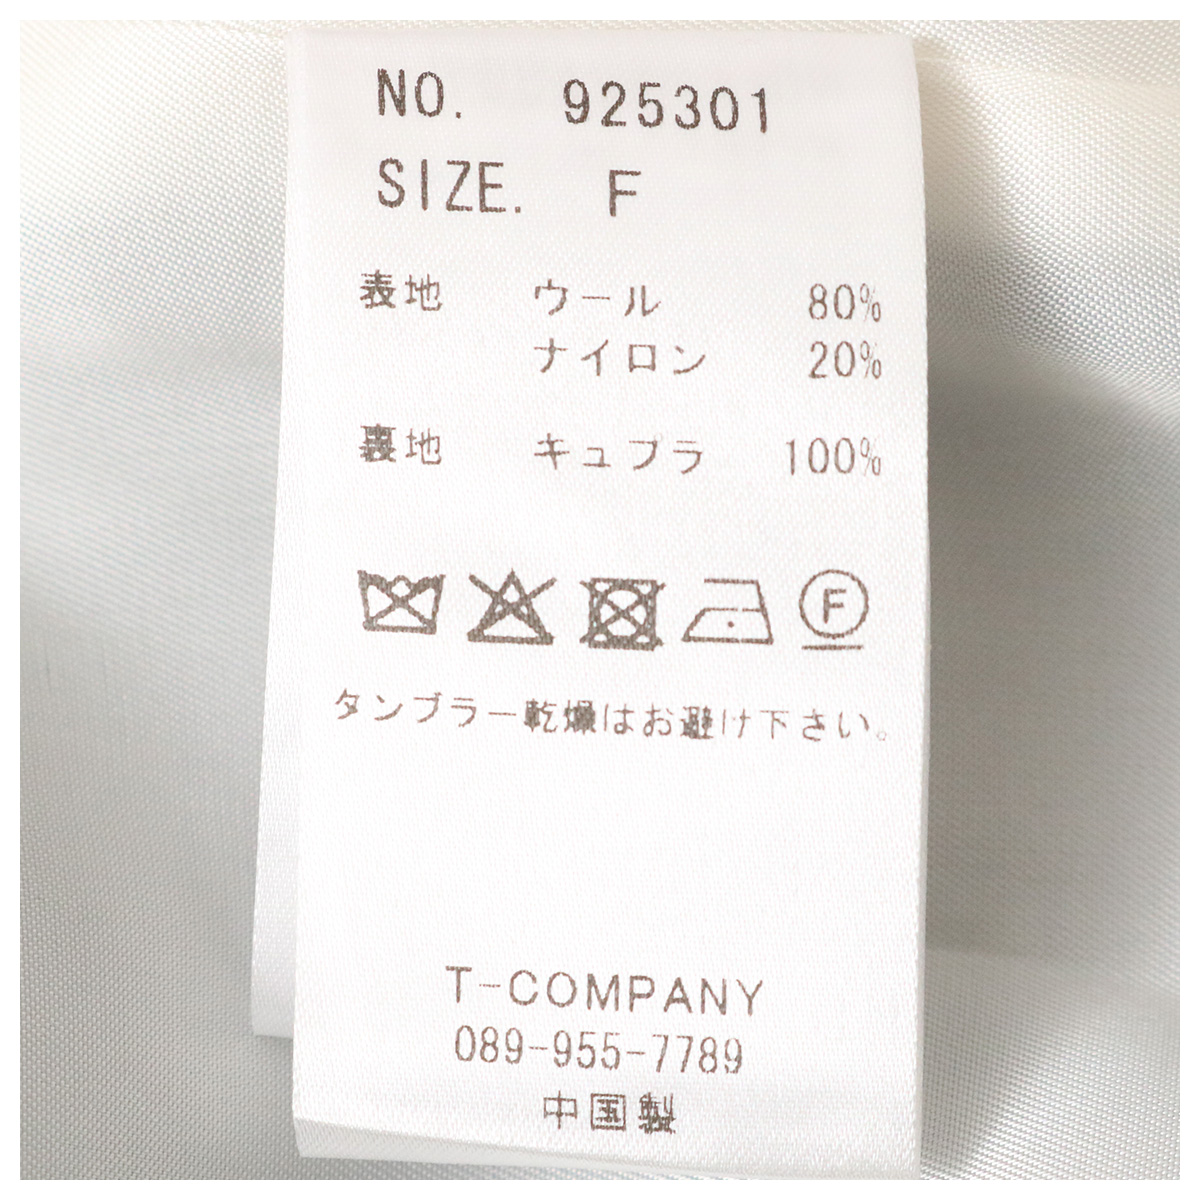 NO. 925301
SIZE. F
表地 ウール 80%
ナイロン 20%
裏地 キュプラ 100%
F
タンブラー乾燥はお避け下さい。
T-COMPANY
089-955-7789
中国製